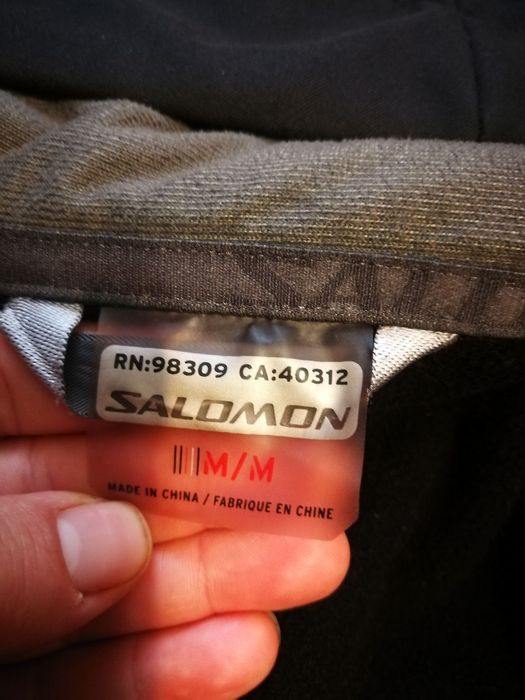 RN:98309 CA:40312
SALOMON
M/M
MADE IN CHINA / FABRIQUE EN CHINE